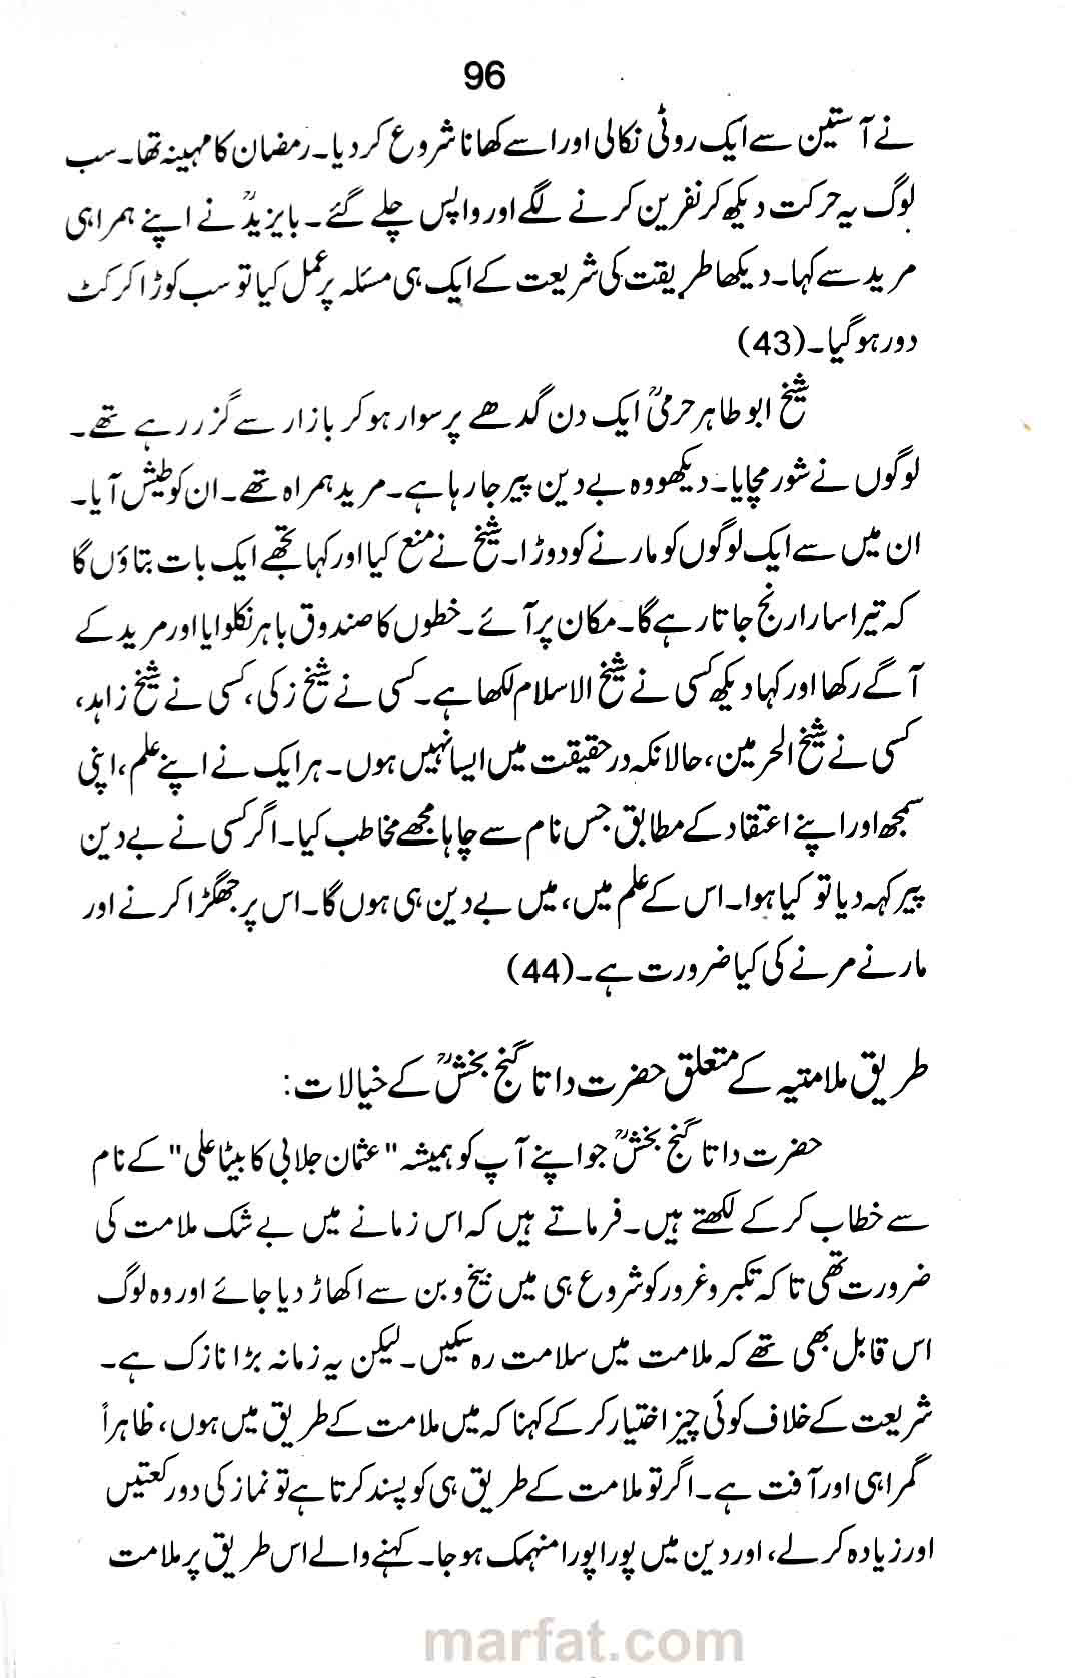 96
نے آستین سے ایک روٹی نکالی اور اسے کھانا شروع کر دیا۔ رمضان کا مہینہ تھا۔ سب
لوگ یہ حرکت دیکھ کر نفرین کرنے لگے اور واپس چلے گئے۔ بایزیدؒ نے اپنے ہمراہی
مرید سے کہا۔ دیکھا طریقت کی شریعت کے ایک ہی مسئلہ پر عمل کیا تو سب کوڑا کرکٹ
دور ہو گیا۔ (43)
شیخ ابو طاہر حرمیؒ ایک دن گدھے پر سوار ہو کر بازار سے گزر رہے تھے۔
لوگوں نے شور مچایا۔ دیکھو وہ بے دین پیر جا رہا ہے۔ مرید ہمراہ تھے۔ ان کو طیش آیا۔
ان میں سے ایک لوگوں کو مارنے کو دوڑا۔ شیخ نے منع کیا اور کہا تجھے ایک بات بتاؤں گا
کہ تیرا سارا رنج جاتا رہے گا۔ مکان پر آئے۔ خطوں کا صندوق باہر نکلوایا اور مرید کے
آگے رکھا اور کہا دیکھ کسی نے شیخ الاسلام لکھا ہے۔ کسی نے شیخ زکی، کسی نے شیخ زاہد،
کسی نے شیخ الحرمین، حالانکہ درحقیقت میں ایسا نہیں ہوں۔ ہر ایک نے اپنے علم، اپنی
سمجھ اور اپنے اعتقاد کے مطابق جس نام سے چاہا مجھے مخاطب کیا۔ اگر کسی نے بے دین
پیر کہہ دیا تو کیا ہوا۔ اس کے علم میں، میں بے دین ہی ہوں گا۔ اس پر جھگڑا کرنے اور
مارنے مرنے کی کیا ضرورت ہے۔ (44)
طریق ملامتیہ کے متعلق حضرت داتا گنج بخشؒ کے خیالات:
حضرت داتا گنج بخشؒ جو اپنے آپ کو ہمیشہ "عثمان جلابی کا بیٹا علی" کے نام
سے خطاب کر کے لکھتے ہیں۔ فرماتے ہیں کہ اس زمانے میں بے شک ملامت کی
ضرورت تھی تا کہ تکبر و غرور کو شروع ہی میں بیخ و بن سے اکھاڑ دیا جائے اور وہ لوگ
اس قابل بھی تھے کہ ملامت میں سلامت رہ سکیں۔ لیکن یہ زمانہ بڑا نازک ہے۔
شریعت کے خلاف کوئی چیز اختیار کر کے کہنا کہ میں ملامت کے طریق میں ہوں، ظاہراً
گمراہی اور آفت ہے۔ اگر تو ملامت کے طریق ہی کو پسند کرتا ہے تو نماز کی دو رکعتیں
اور زیادہ کر لے، اور دین میں پورا پورا منہمک ہو جا۔ کہنے والے اس طریق پر ملامت
marfat.com